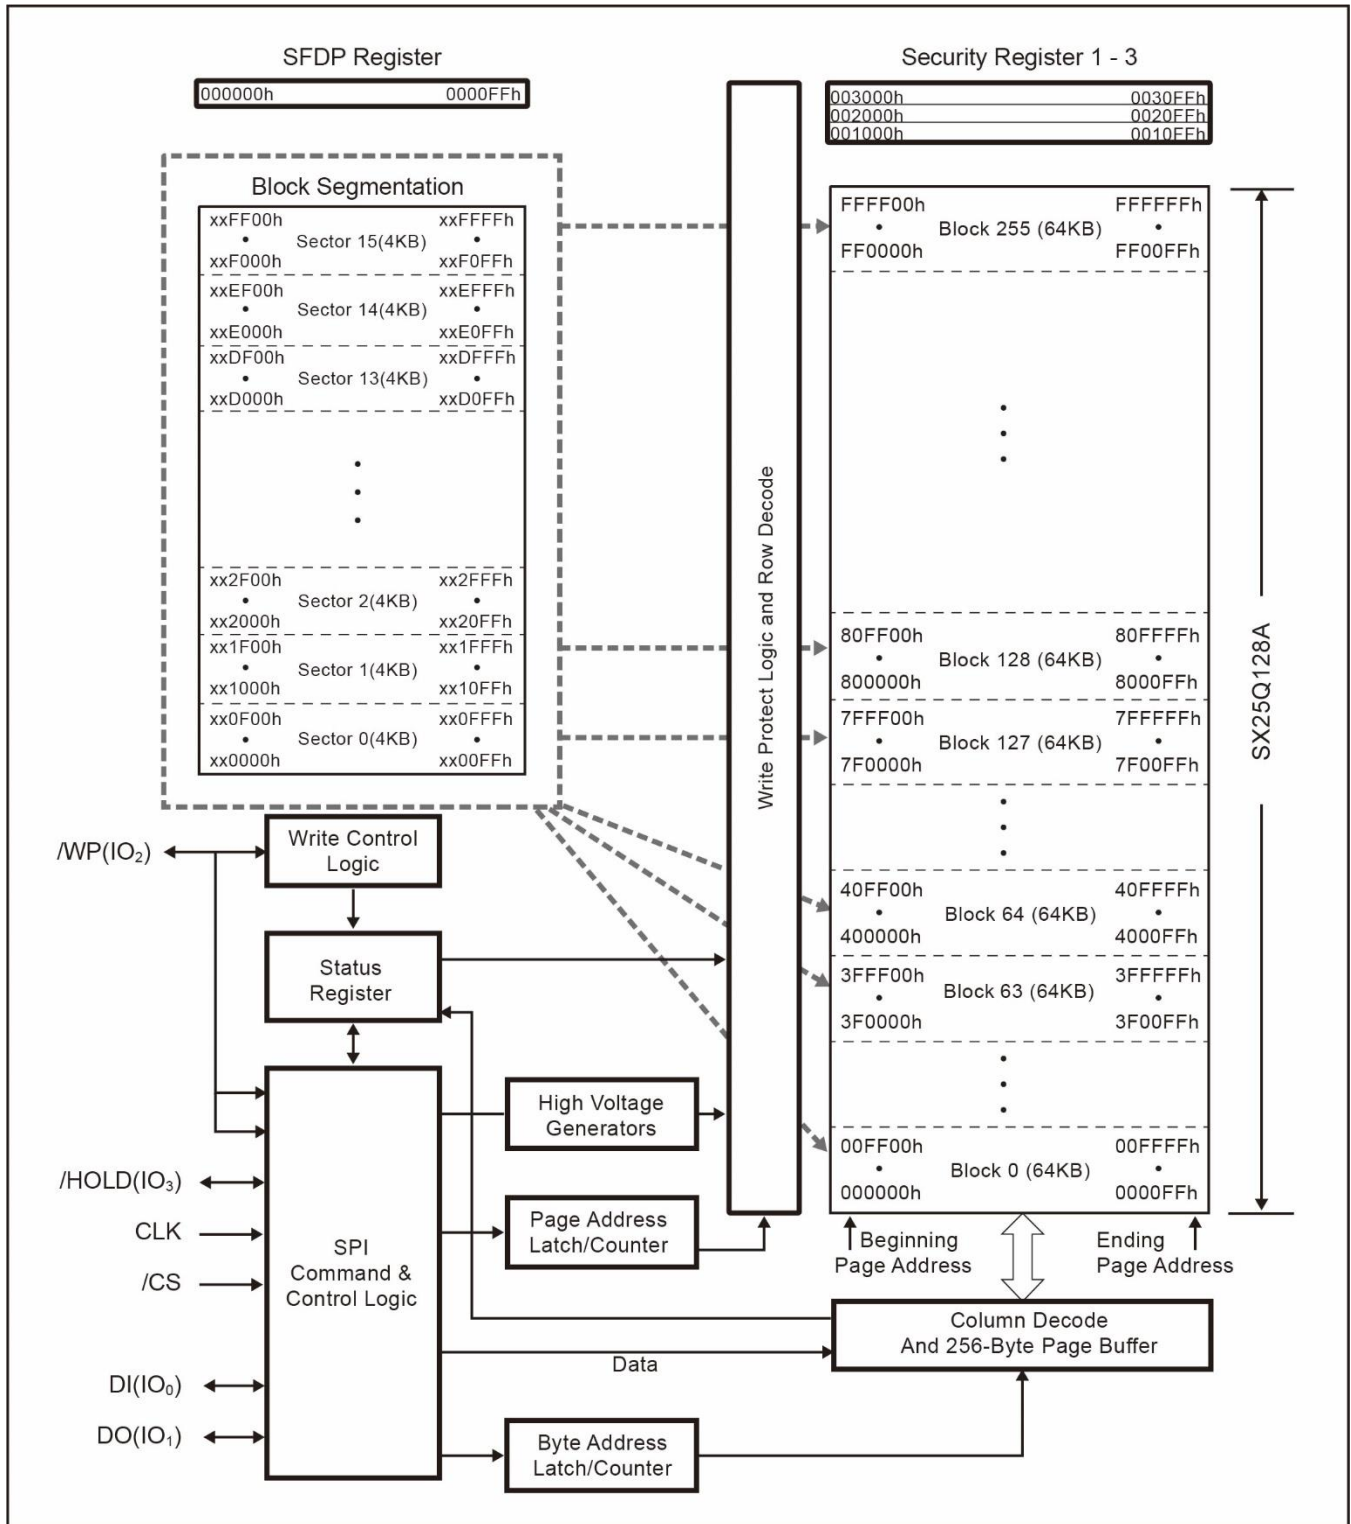 SFDP Register
000000h 0000FFh
Security Register 1 - 3
003000h 0030FFh
002000h 0020FFh
001000h 0010FFh
Block Segmentation
xxFF00h xxFFFFh
• Sector 15(4KB) •
xxF000h xxF0FFh
xxEF00h xxEFFFh
• Sector 14(4KB) •
xxE000h xxE0FFh
xxDF00h xxDFFFh
• Sector 13(4KB) •
xxD000h xxD0FFh
•
•
•
xx2F00h xx2FFFh
• Sector 2(4KB) •
xx2000h xx20FFh
xx1F00h xx1FFFh
• Sector 1(4KB) •
xx1000h xx10FFh
xx0F00h xx0FFFh
• Sector 0(4KB) •
xx0000h xx00FFh
Write Protect Logic and Row Decode
FFFF00h FFFFFFh
• Block 255 (64KB) •
FF0000h FF00FFh
•
•
•
80FF00h 80FFFFh
• Block 128 (64KB) •
800000h 8000FFh
7FFF00h 7FFFFFh
• Block 127 (64KB) •
7F0000h 7F00FFh
•
•
•
40FF00h 40FFFFh
• Block 64 (64KB) •
400000h 4000FFh
3FFF00h 3FFFFFh
• Block 63 (64KB) •
3F0000h 3F00FFh
•
•
•
00FF00h 00FFFFh
• Block 0 (64KB) •
000000h 0000FFh
SX25Q128A
Beginning
Page Address
Ending
Page Address
/WP(IO₂)
Write Control
Logic
Status
Register
/HOLD(IO₃)
CLK
/CS
DI(IO₀)
DO(IO₁)
SPI
Command &
Control Logic
High Voltage
Generators
Page Address
Latch/Counter
Column Decode
And 256-Byte Page Buffer
Data
Byte Address
Latch/Counter